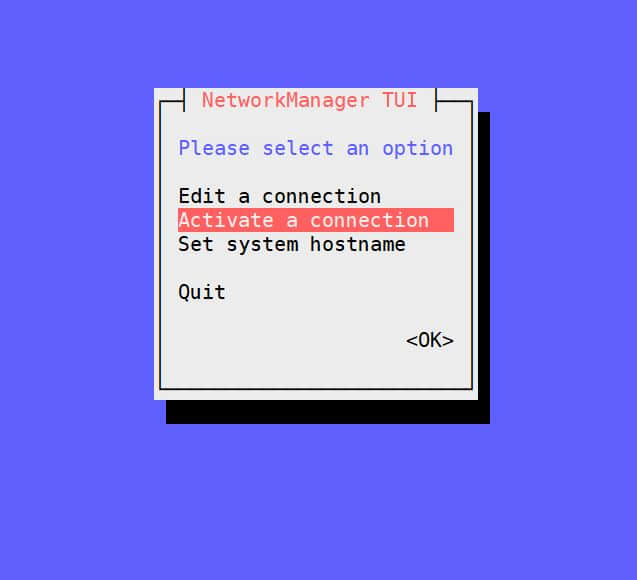 NetworkManager TUI
Please select an option
Edit a connection
Activate a connection
Set system hostname
Quit
<OK>